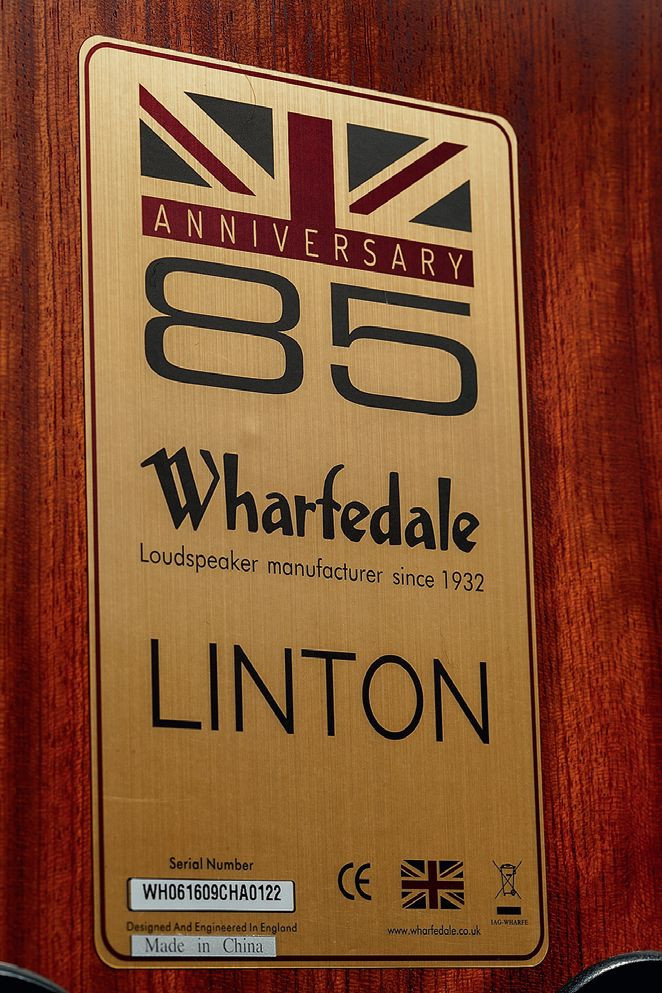 ANNIVERSARY
85
Wharfedale
Loudspeaker manufacturer since 1932
LINTON
Serial Number
WH061609CHA0122
Designed And Engineered In England
Made in China
CE
www.wharfedale.co.uk
IAG-WHARFE